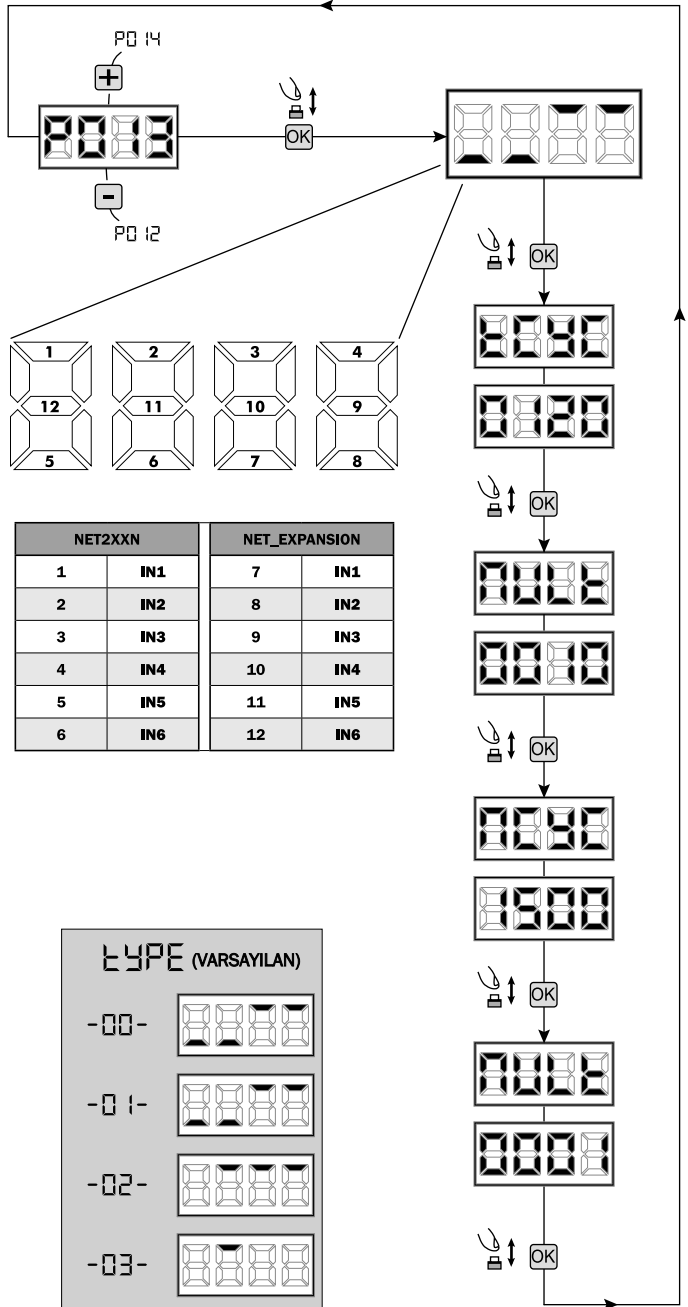 P014
+
P013
OK
-
P012
_ _ ¯ ¯
OK
tCYC
0120
1 2 3 4
12 11 10 9
5 6 7 8
OK
MULt
0010
NET2XXN NET_EXPANSION
1 IN1 7 IN1
2 IN2 8 IN2
3 IN3 9 IN3
4 IN4 10 IN4
5 IN5 11 IN5
6 IN6 12 IN6
OK
MCYC
1500
OK
MULt
0001
OK
tYPE (VARSAYILAN)
-00-
-01-
-02-
-03-